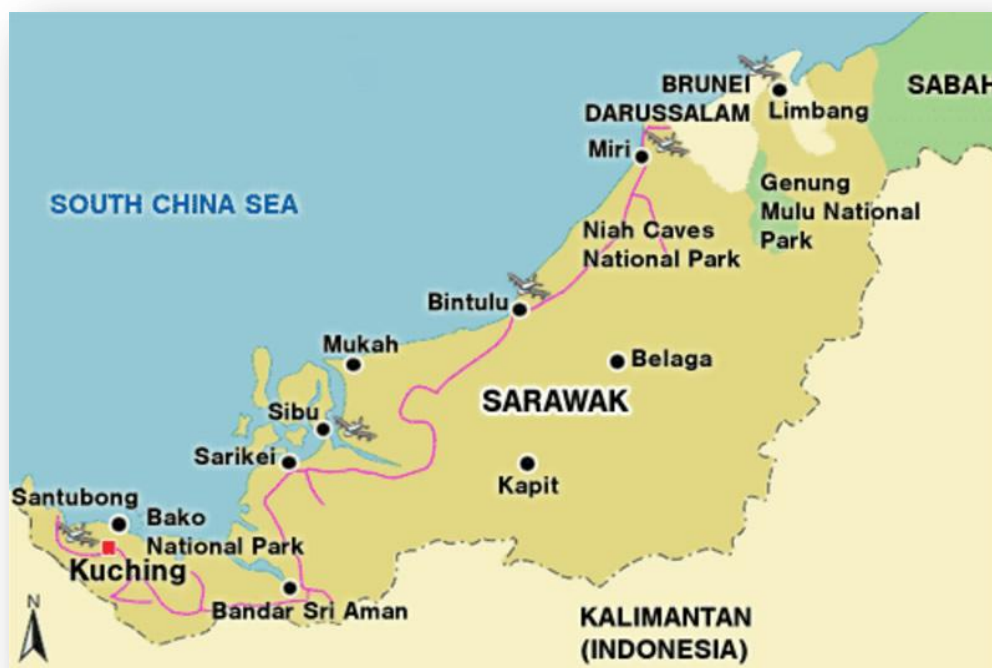 BRUNEI
DARUSSALAM
SABAH
Limbang
Miri
SOUTH CHINA SEA
Genung
Mulu National
Park
Niah Caves
National Park
Bintulu
Mukah
Belaga
SARAWAK
Sibu
Sarikei
Kapit
Santubong
Bako
National Park
Kuching
Bandar Sri Aman
N
KALIMANTAN
(INDONESIA)